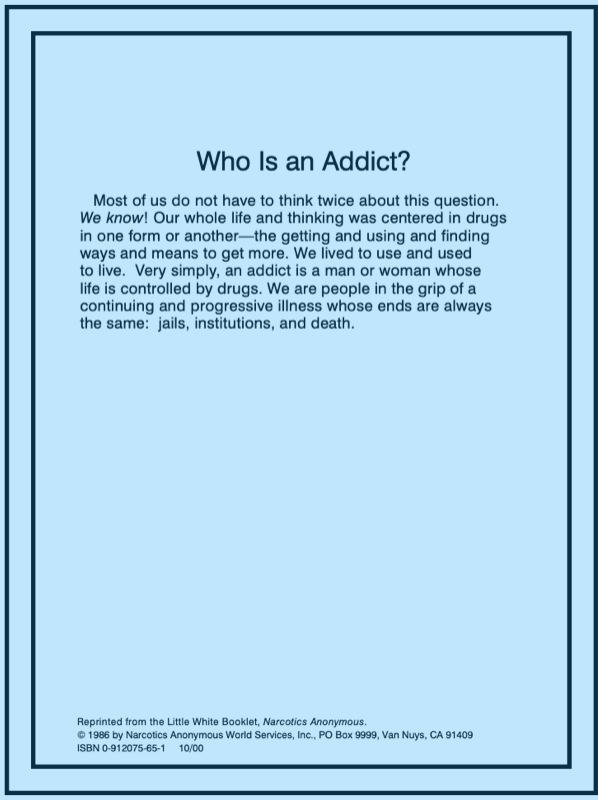 Who Is an Addict?
Most of us do not have to think twice about this question.
We know! Our whole life and thinking was centered in drugs
in one form or another—the getting and using and finding
ways and means to get more. We lived to use and used
to live.  Very simply, an addict is a man or woman whose
life is controlled by drugs. We are people in the grip of a
continuing and progressive illness whose ends are always
the same:  jails, institutions, and death.
Reprinted from the Little White Booklet, Narcotics Anonymous.
© 1986 by Narcotics Anonymous World Services, Inc., PO Box 9999, Van Nuys, CA 91409
ISBN 0-912075-65-1     10/00